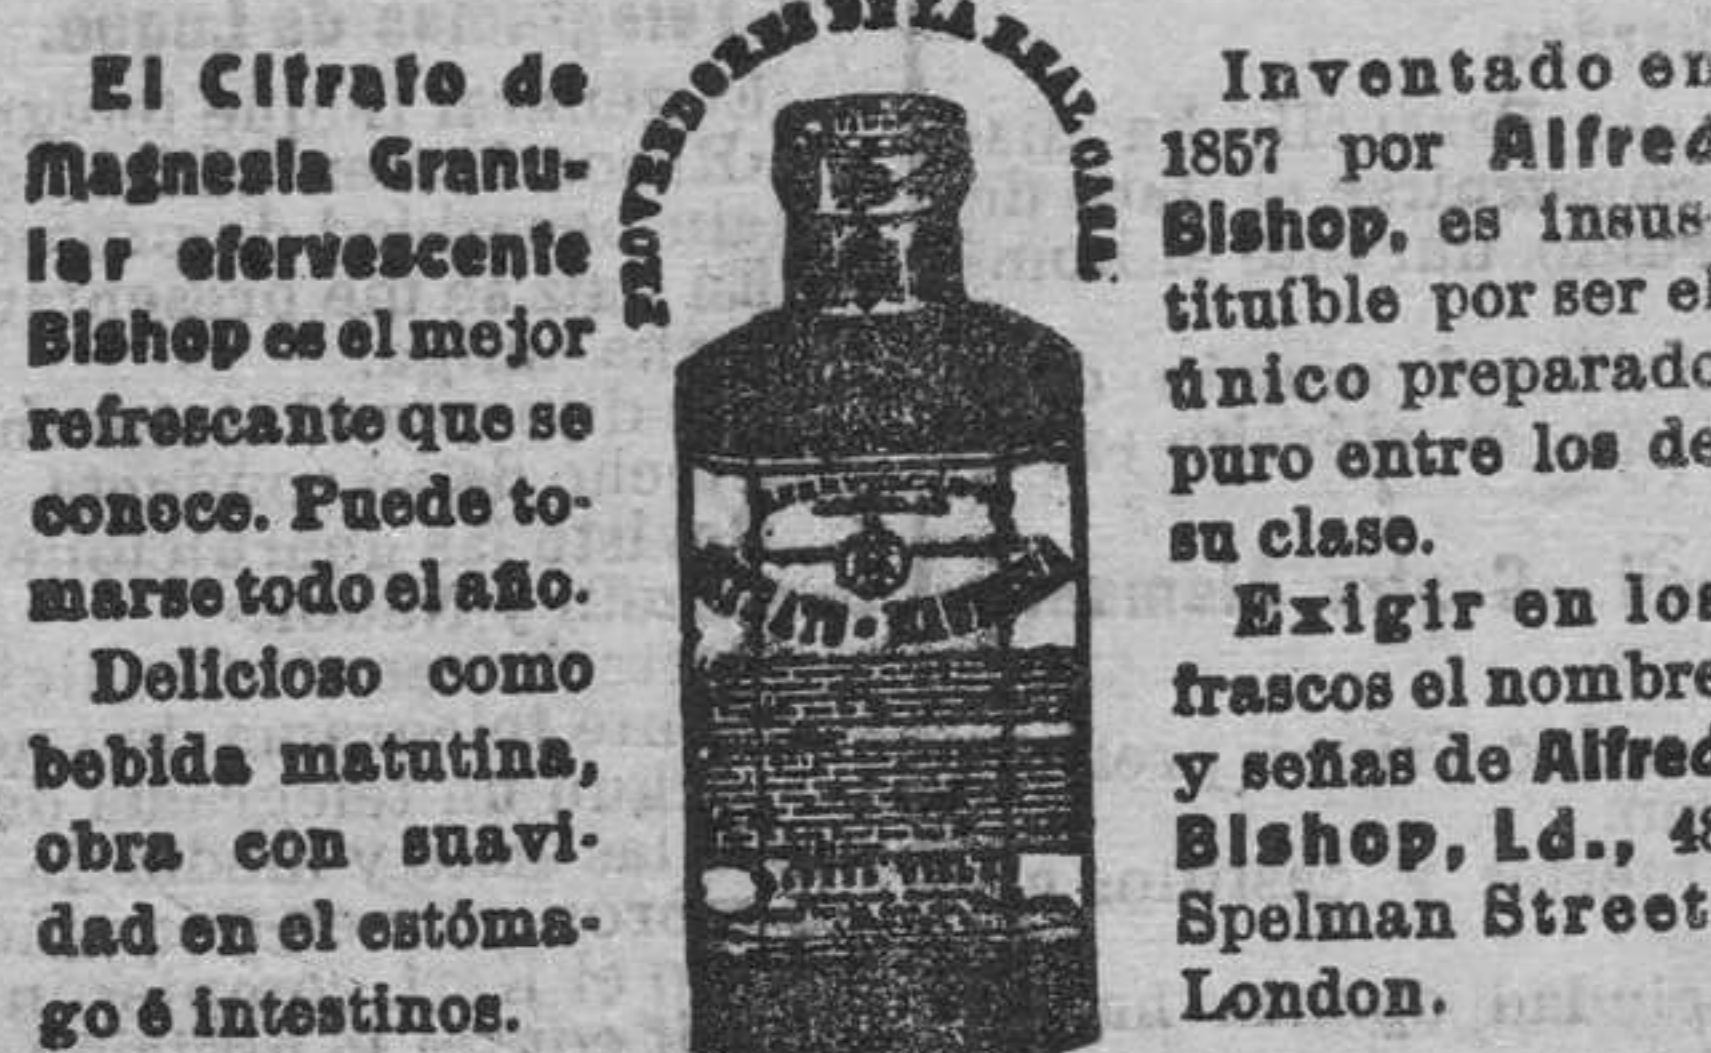 El Citrato de
Magnesia Granu-
lar efervescente
Bishop es el mejor
refrescante que se
conoce. Puede to-
marse todo el año.
Delicioso como
bebida matutina,
obra con suavi-
dad en el estóma-
go é intestinos.
PROVEEDORES DE LA REAL CASA
Inventado en
1857 por Alfred
Bishop, es insus-
tituíble por ser el
único preparado
puro entre los de
su clase.
Exigir en los
frascos el nombre
y señas de Alfred
Bishop, Ld., 48
Spelman Street
London.